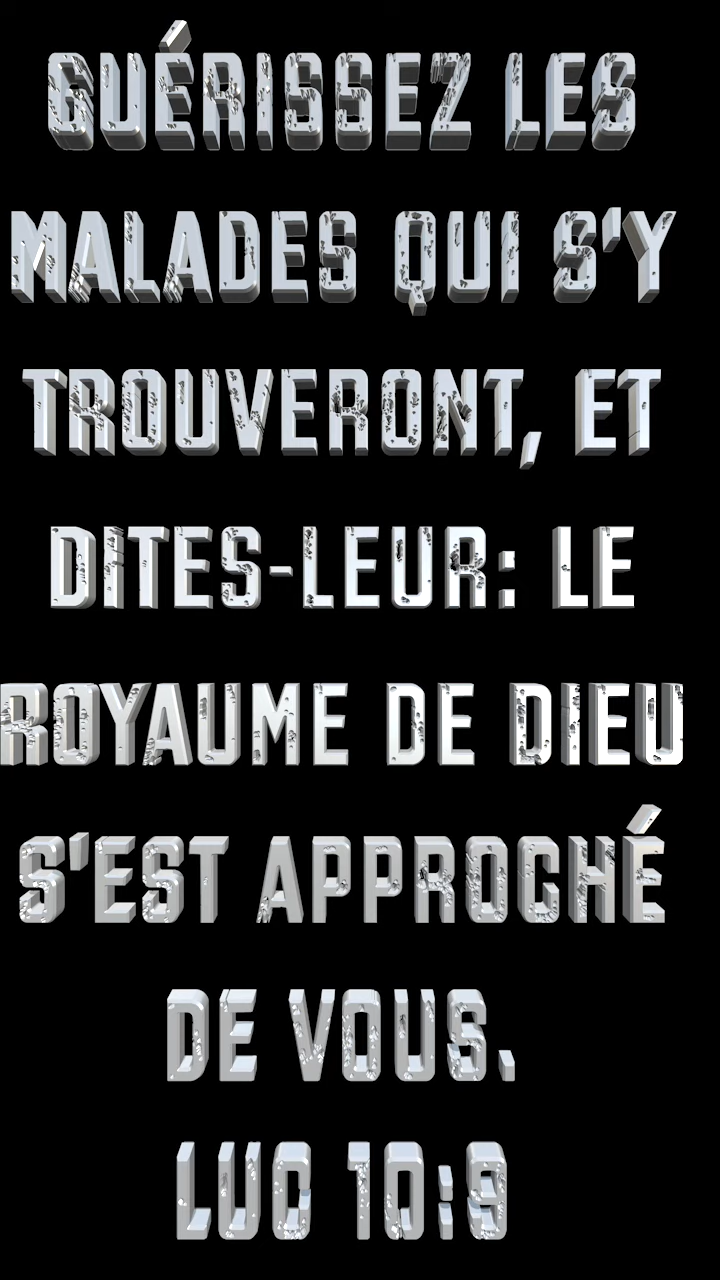 GUÉRISSEZ LES
MALADES QUI S'Y
TROUVERONT, ET
DITES-LEUR: LE
ROYAUME DE DIEU
S'EST APPROCHÉ
DE VOUS.
LUC 10:9